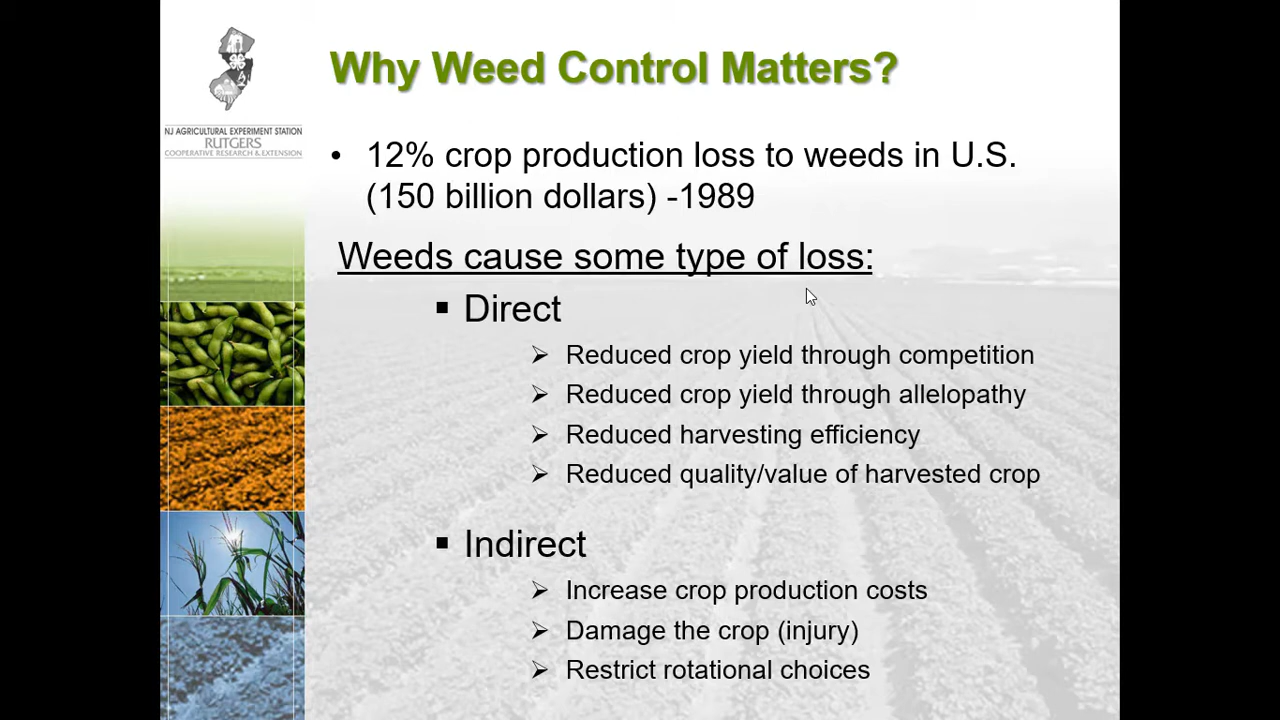 Why Weed Control Matters?
NJ AGRICULTURAL EXPERIMENT STATION
RUTGERS
COOPERATIVE RESEARCH & EXTENSION
• 12% crop production loss to weeds in U.S.
(150 billion dollars) -1989
Weeds cause some type of loss:
▪ Direct
➢ Reduced crop yield through competition
➢ Reduced crop yield through allelopathy
➢ Reduced harvesting efficiency
➢ Reduced quality/value of harvested crop
▪ Indirect
➢ Increase crop production costs
➢ Damage the crop (injury)
➢ Restrict rotational choices